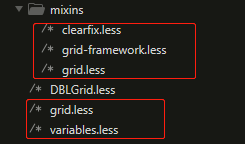 mixins
/* clearfix.less
/* grid-framework.less
/* grid.less
/* DBLGrid.less
/* grid.less
/* variables.less